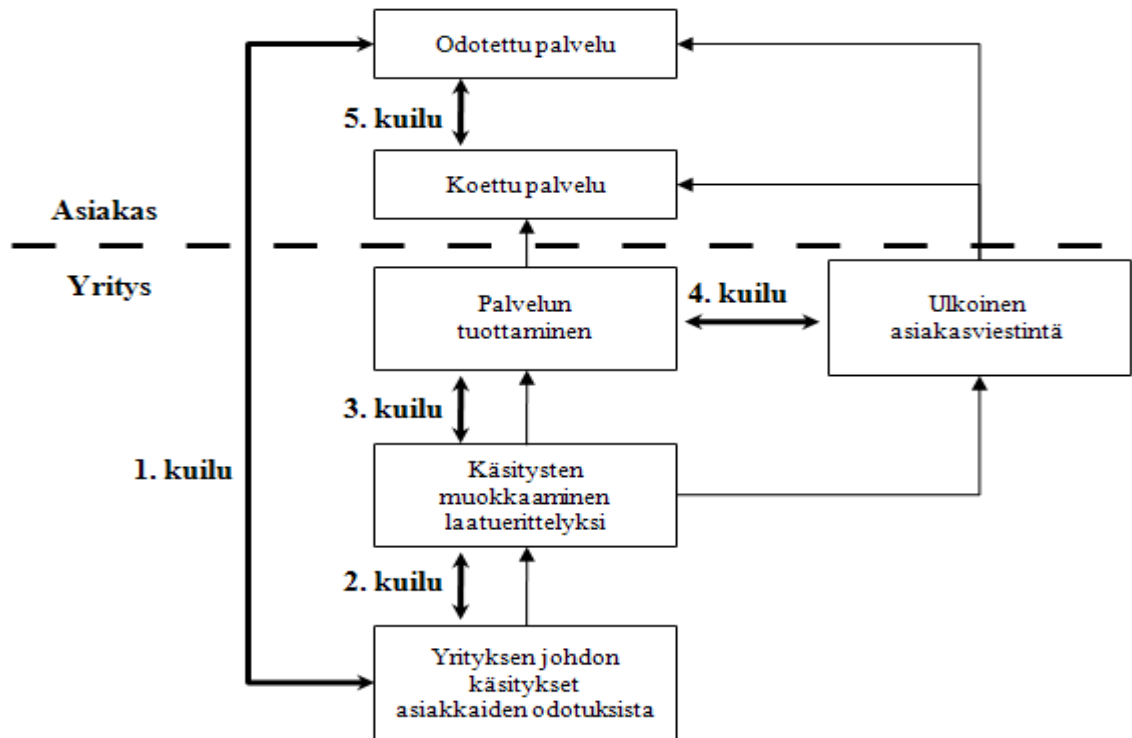 Odotettu palvelu
5. kuilu
Koettu palvelu
Asiakas
Yritys
Palvelun
tuottaminen
4. kuilu
Ulkoinen
asiakasviestintä
3. kuilu
1. kuilu
Käsitysten
muokkaaminen
laatuerittelyksi
2. kuilu
Yrityksen johdon
käsitykset
asiakkaiden odotuksista